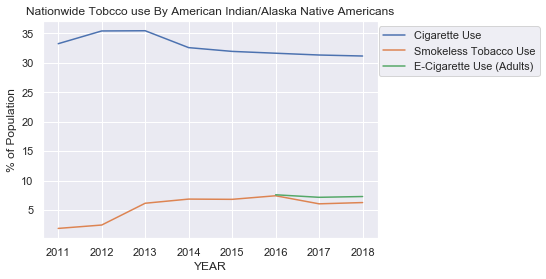 Nationwide Tobcco use By American Indian/Alaska Native Americans
Cigarette Use
Smokeless Tobacco Use
E-Cigarette Use (Adults)
% of Population
35
30
25
20
15
10
5
2011 2012 2013 2014 2015 2016 2017 2018
YEAR